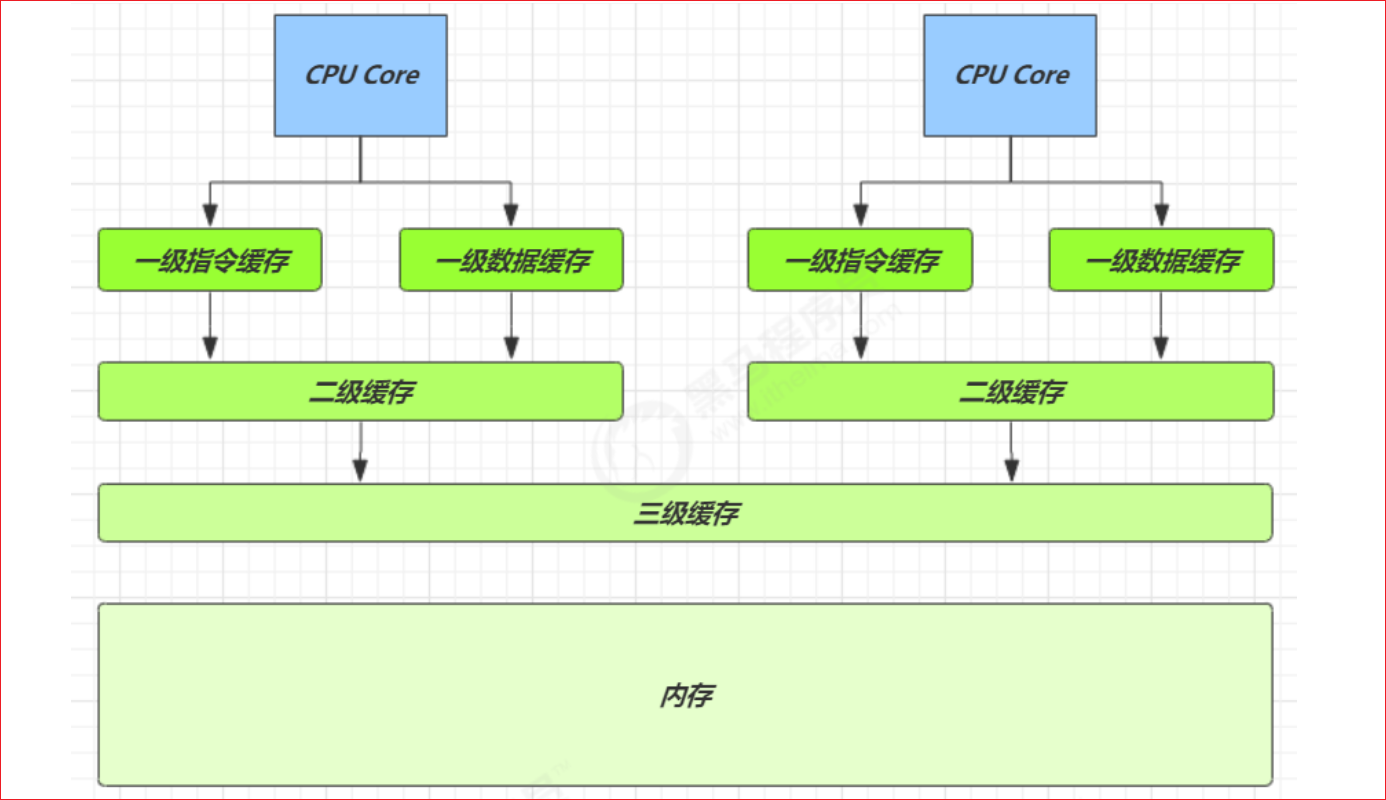 CPU Core
CPU Core
一级指令缓存
一级数据缓存
一级指令缓存
一级数据缓存
二级缓存
二级缓存
三级缓存
内存
黑马程序员
www.itheima.com